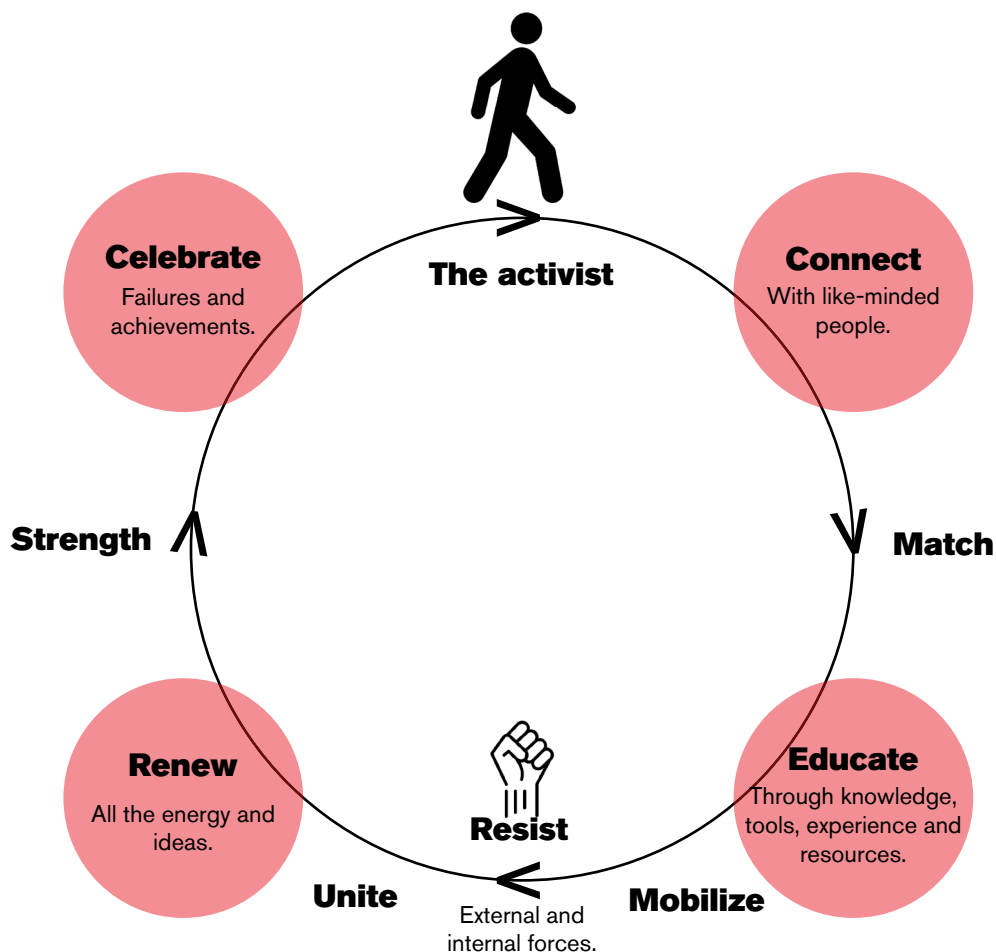 The activist
Celebrate
Failures and
achievements.
Connect
With like-minded
people.
Strength
Match
Renew
All the energy and
ideas.
Resist
Educate
Through knowledge,
tools, experience and
resources.
Unite
Mobilize
External and
internal forces.